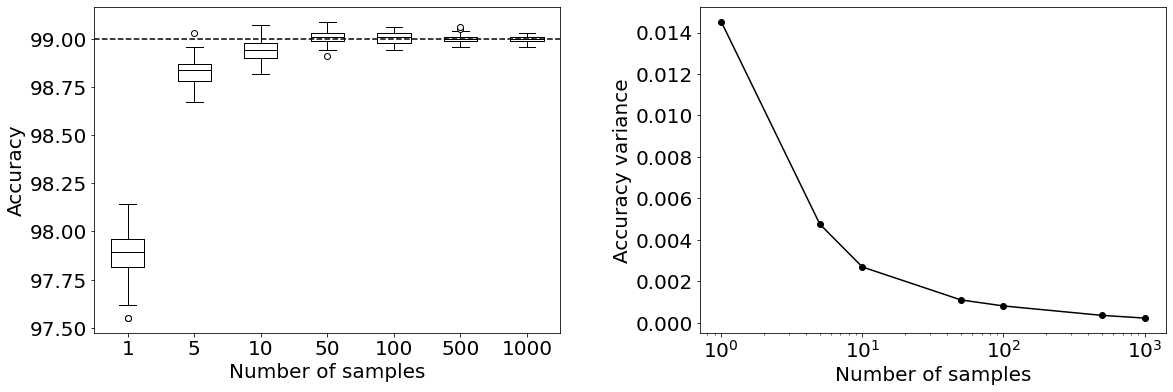 99.00
98.75
98.50
98.25
98.00
97.75
97.50
Accuracy
1 5 10 50 100 500 1000
Number of samples
0.014
0.012
0.010
0.008
0.006
0.004
0.002
0.000
Accuracy variance
10⁰ 10¹ 10² 10³
Number of samples